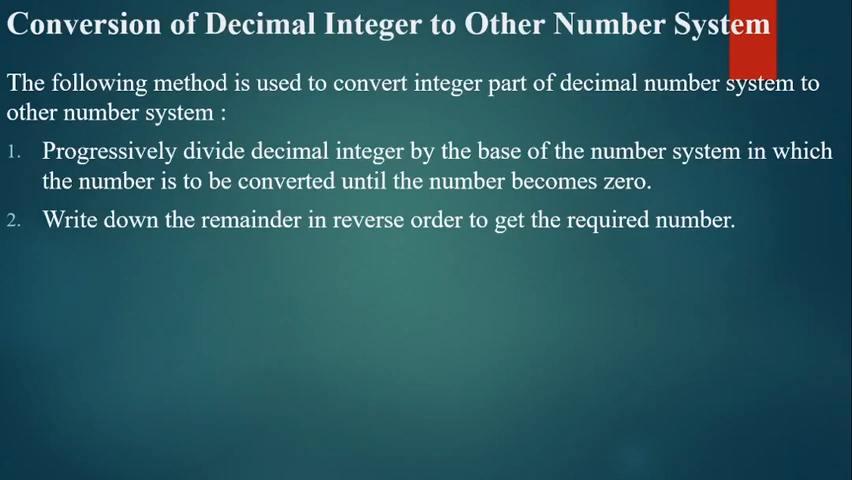 Conversion of Decimal Integer to Other Number System
The following method is used to convert integer part of decimal number system to
other number system :
1. Progressively divide decimal integer by the base of the number system in which
the number is to be converted until the number becomes zero.
2. Write down the remainder in reverse order to get the required number.